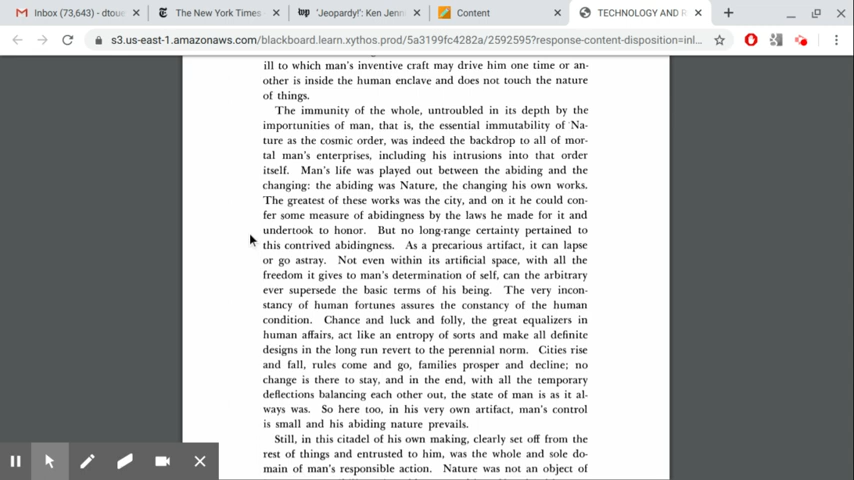 Inbox (73,643) - dtoue
The New York Times
'Jeopardy!': Ken Jenn
Content
TECHNOLOGY AND R
s3.us-east-1.amazonaws.com/blackboard.learn.xythos.prod/5a3199fc4282a/2592595?response-content-disposition=inl...
ill to which man's inventive craft may drive him one time or an-
other is inside the human enclave and does not touch the nature
of things.
The immunity of the whole, untroubled in its depth by the
importunities of man, that is, the essential immutability of Na-
ture as the cosmic order, was indeed the backdrop to all of mor-
tal man's enterprises, including his intrusions into that order
itself. Man's life was played out between the abiding and the
changing: the abiding was Nature, the changing his own works.
The greatest of these works was the city, and on it he could con-
fer some measure of abidingness by the laws he made for it and
undertook to honor. But no long-range certainty pertained to
this contrived abidingness. As a precarious artifact, it can lapse
or go astray. Not even within its artificial space, with all the
freedom it gives to man's determination of self, can the arbitrary
ever supersede the basic terms of his being. The very incon-
stancy of human fortunes assures the constancy of the human
condition. Chance and luck and folly, the great equalizers in
human affairs, act like an entropy of sorts and make all definite
designs in the long run revert to the perennial norm. Cities rise
and fall, rules come and go, families prosper and decline; no
change is there to stay, and in the end, with all the temporary
deflections balancing each other out, the state of man is as it al-
ways was. So here too, in his very own artifact, man's control
is small and his abiding nature prevails.
Still, in this citadel of his own making, clearly set off from the
rest of things and entrusted to him, was the whole and sole do-
main of man's responsible action. Nature was not an object of